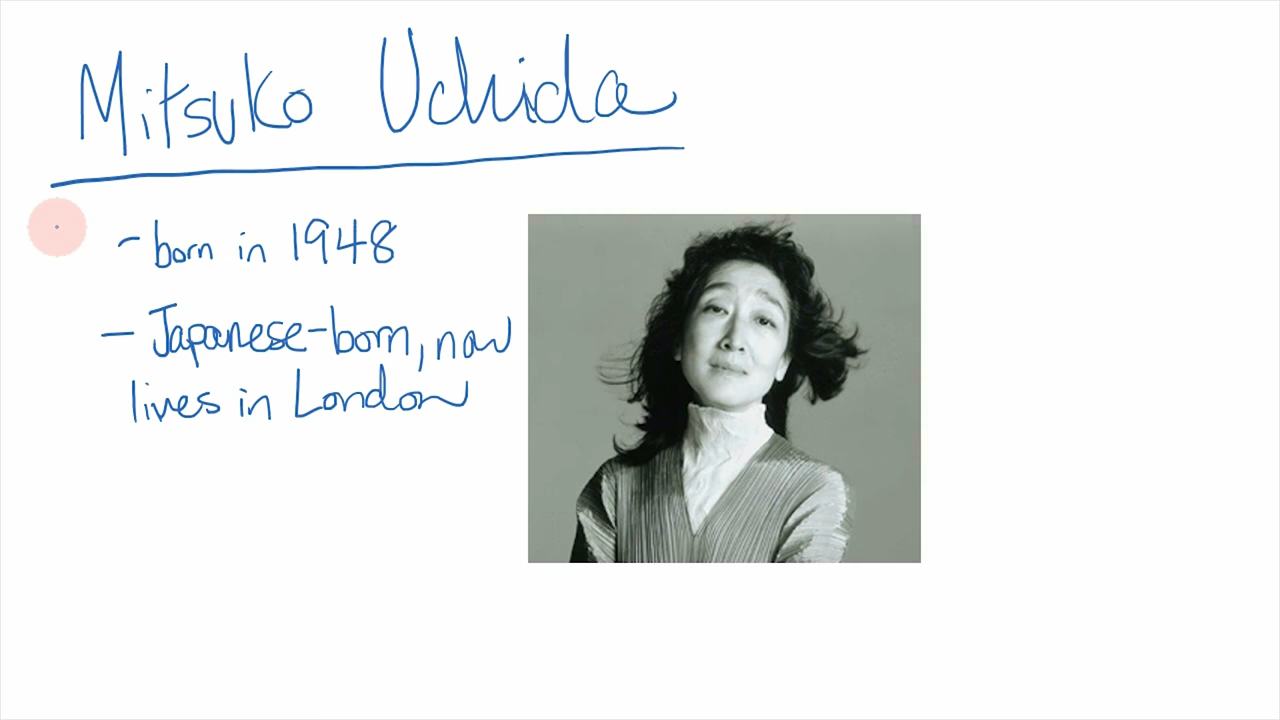 Mitsuko Uchida
- born in 1948
- Japanese-born, now
lives in London